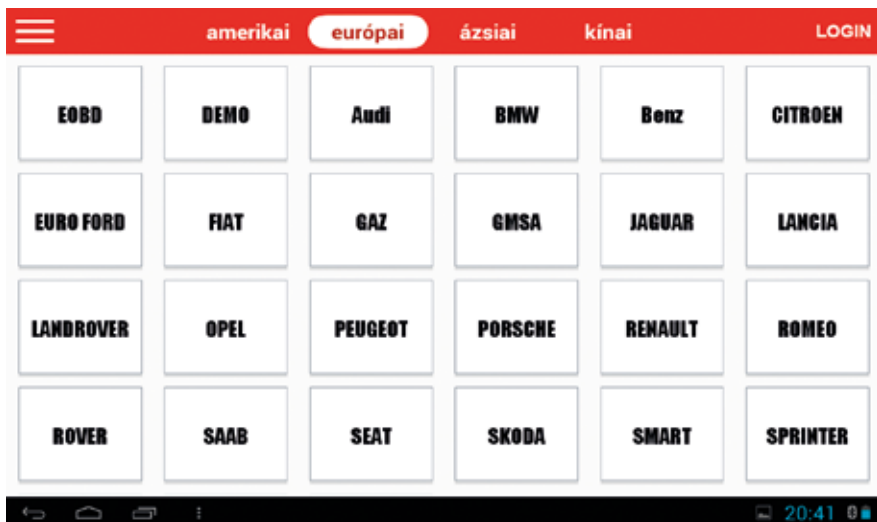 amerikai európai ázsiai kínai LOGIN
EOBD DEMO Audi BMW Benz CITROEN
EURO FORD FIAT GAZ GMSA JAGUAR LANCIA
LANDROVER OPEL PEUGEOT PORSCHE RENAULT ROMEO
ROVER SAAB SEAT SKODA SMART SPRINTER
20:41